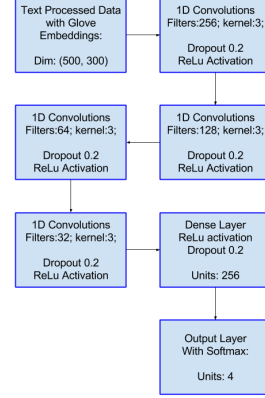 Text Processed Data
with Glove
Embeddings:
Dim: (500, 300)
1D Convolutions
Filters:256; kernel:3;
Dropout 0.2
ReLu Activation
1D Convolutions
Filters:128; kernel:3;
Dropout 0.2
ReLu Activation
1D Convolutions
Filters:64; kernel:3;
Dropout 0.2
ReLu Activation
1D Convolutions
Filters:32; kernel:3;
Dropout 0.2
ReLu Activation
Dense Layer
ReLu activation
Dropout 0.2
Units: 256
Output Layer
With Softmax:
Units: 4